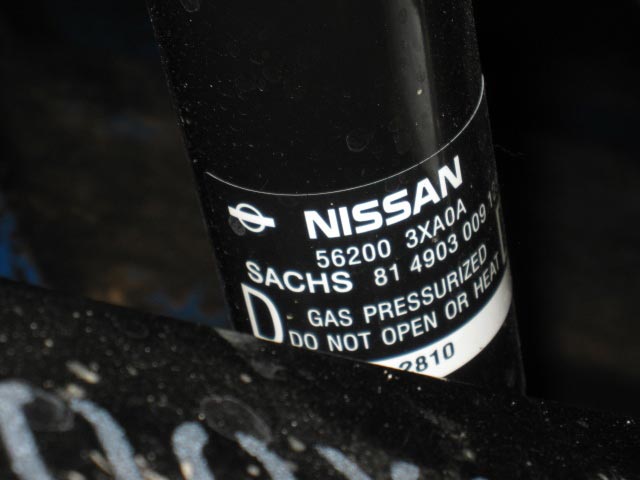 NISSAN
56200 3XA0A
SACHS 81 4903 009
D GAS PRESSURIZED
DO NOT OPEN OR HEAT
2810